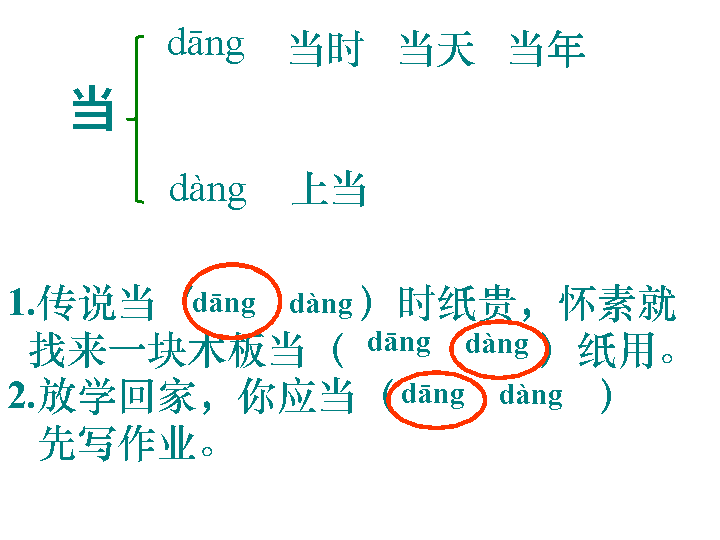 dāng 当时 当天 当年
当
dàng 上当
1.传说当（dāng dàng）时纸贵，怀素就
找来一块木板当（dāng dàng）纸用。
2.放学回家，你应当（dāng dàng）
先写作业。